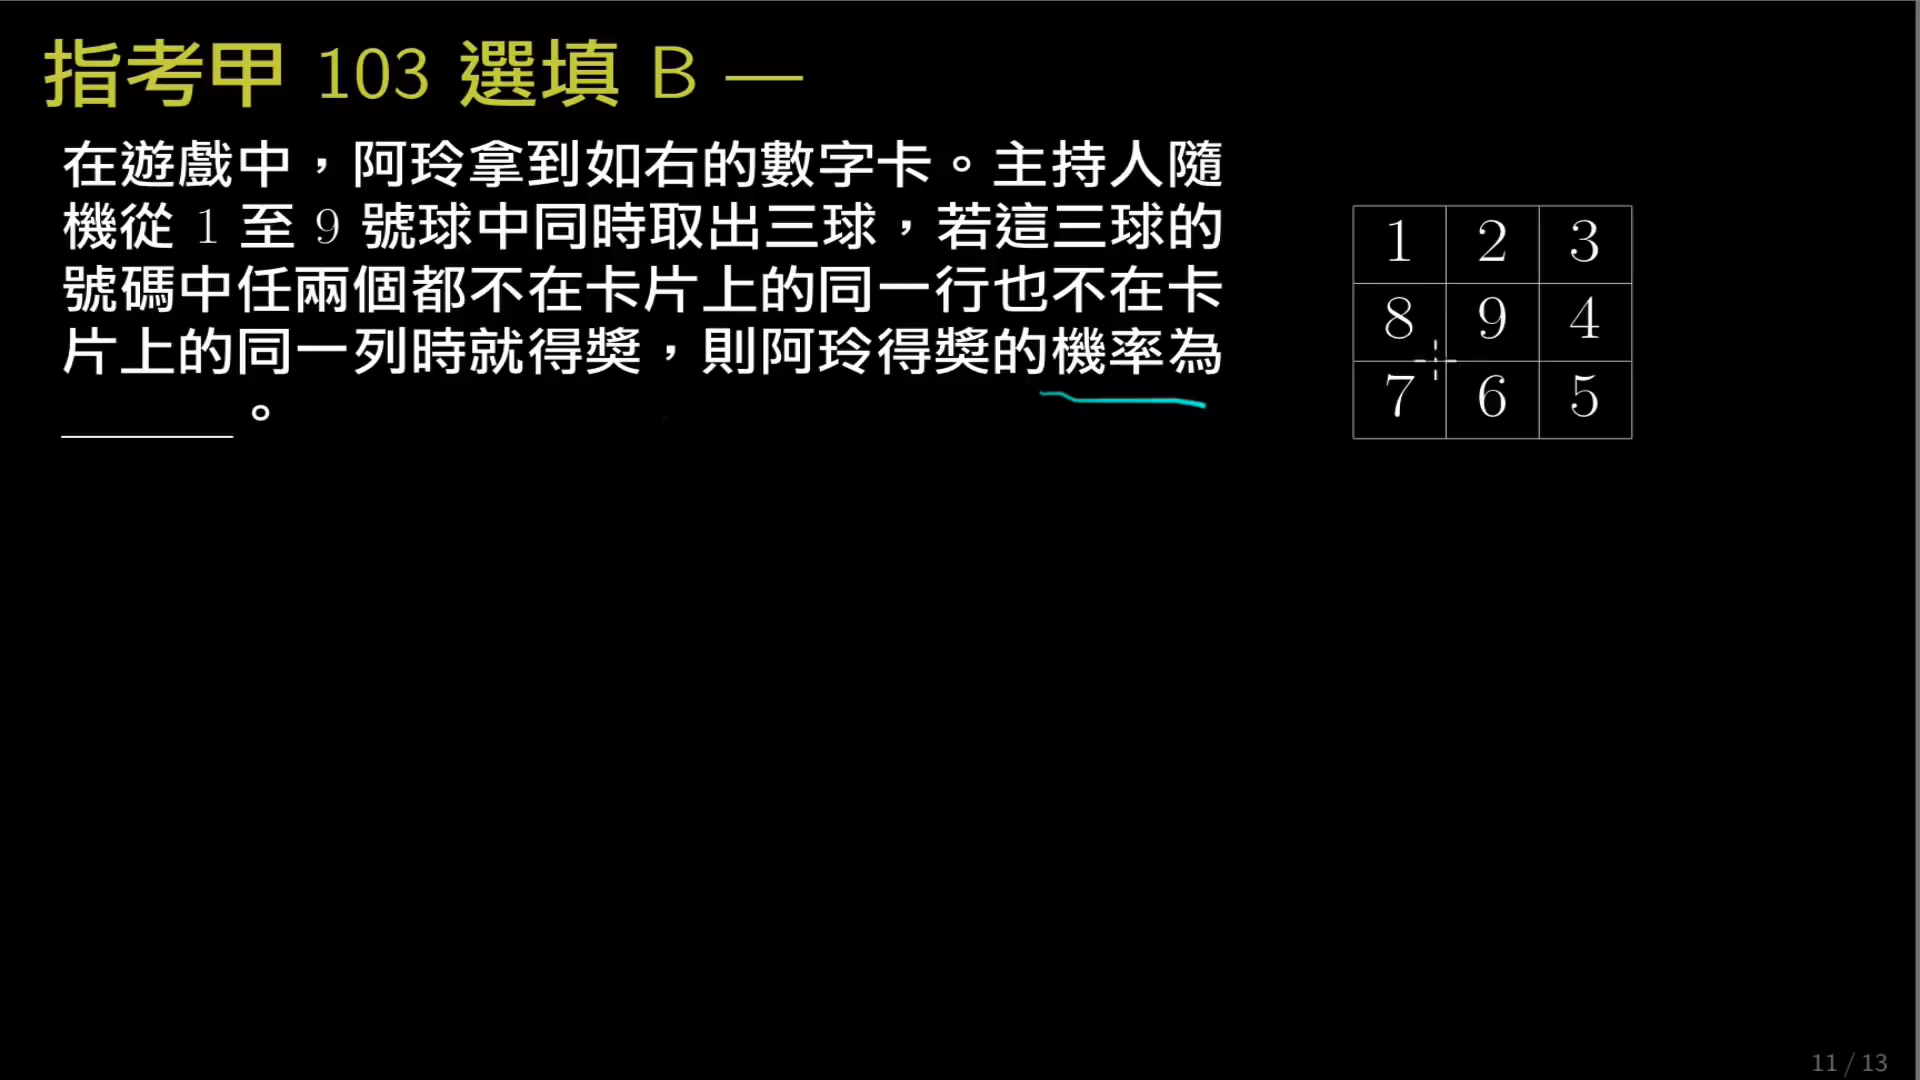 指考甲 103 選填 B —
在遊戲中，阿玲拿到如右的數字卡。主持人隨
機從 1 至 9 號球中同時取出三球，若這三球的
號碼中任兩個都不在卡片上的同一行也不在卡
片上的同一列時就得獎，則阿玲得獎的機率為
______。
1 2 3
8 9 4
7 6 5
11 / 13